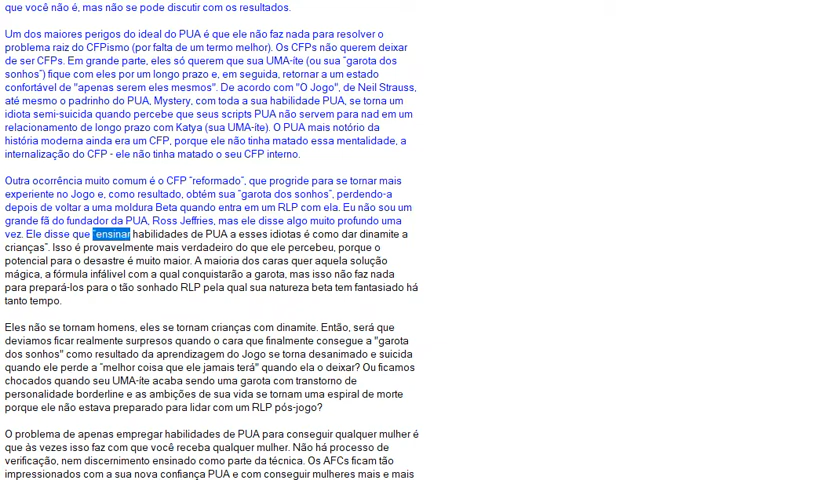 que você não é, mas não se pode discutir com os resultados.
Um dos maiores perigos do ideal do PUA é que ele não faz nada para resolver o
problema raiz do CFPismo (por falta de um termo melhor). Os CFPs não querem deixar
de ser CFPs. Em grande parte, eles só querem que sua UMA-íte (ou sua “garota dos
sonhos”) fique com eles por um longo prazo e, em seguida, retornar a um estado
confortável de "apenas serem eles mesmos". De acordo com "O Jogo", de Neil Strauss,
até mesmo o padrinho do PUA, Mystery, com toda a sua habilidade PUA, se torna um
idiota semi-suicida quando percebe que seus scripts PUA não servem para nad em um
relacionamento de longo prazo com Katya (sua UMA-íte). O PUA mais notório da
história moderna ainda era um CFP, porque ele não tinha matado essa mentalidade, a
internalização do CFP - ele não tinha matado o seu CFP interno.
Outra ocorrência muito comum é o CFP “reformado”, que progride para se tornar mais
experiente no Jogo e, como resultado, obtém sua “garota dos sonhos”, perdendo-a
depois de voltar a uma moldura Beta quando entra em um RLP com ela. Eu não sou um
grande fã do fundador da PUA, Ross Jeffries, mas ele disse algo muito profundo uma
vez. Ele disse que “ensinar habilidades de PUA a esses idiotas é como dar dinamite a
crianças”. Isso é provavelmente mais verdadeiro do que ele percebeu, porque o
potencial para o desastre é muito maior. A maioria dos caras quer aquela solução
mágica, a fórmula infálivel com a qual conquistarão a garota, mas isso não faz nada
para prepará-los para o tão sonhado RLP pela qual sua natureza beta tem fantasiado há
tanto tempo.
Eles não se tornam homens, eles se tornam crianças com dinamite. Então, será que
deviamos ficar realmente surpresos quando o cara que finalmente consegue a "garota
dos sonhos" como resultado da aprendizagem do Jogo se torna desanimado e suicida
quando ele perde a “melhor coisa que ele jamais terá” quando ela o deixar? Ou ficamos
chocados quando seu UMA-íte acaba sendo uma garota com transtorno de
personalidade borderline e as ambições de sua vida se tornam uma espiral de morte
porque ele não estava preparado para lidar com um RLP pós-jogo?
O problema de apenas empregar habilidades de PUA para conseguir qualquer mulher é
que às vezes isso faz com que você receba qualquer mulher. Não há processo de
verificação, nem discernimento ensinado como parte da técnica. Os AFCs ficam tão
impressionados com a sua nova confiança PUA e com conseguir mulheres mais e mais